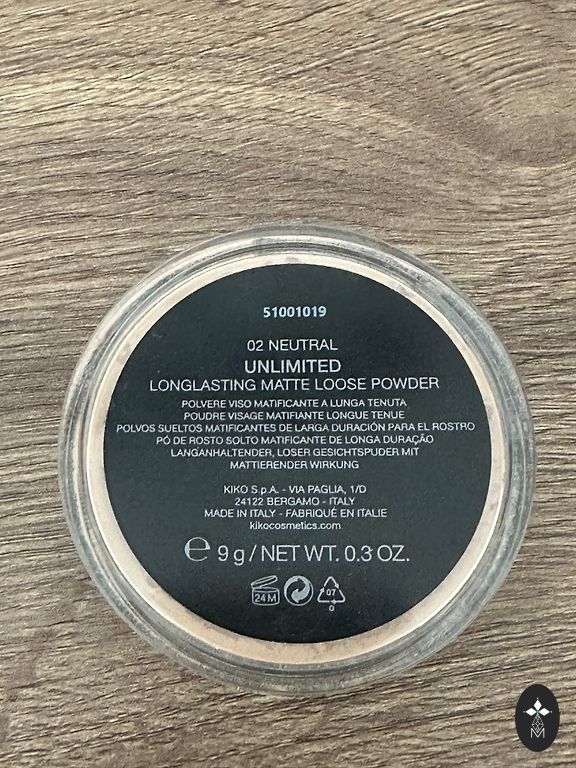 51001019
02 NEUTRAL
UNLIMITED
LONGLASTING MATTE LOOSE POWDER
POLVERE VISO MATIFICANTE A LUNGA TENUTA
POUDRE VISAGE MATIFIANTE LONGUE TENUE
POLVOS SUELTOS MATIFICANTES DE LARGA DURACIÓN PARA EL ROSTRO
PÓ DE ROSTO SOLTO MATIFICANTE DE LONGA DURAÇÃO
LANGANHALTENDER, LOSER GESICHTSPUDER MIT
MATTIERENDER WIRKUNG
KIKO S.p.A. - VIA PAGLIA, 1/D
24122 BERGAMO - ITALY
MADE IN ITALY - FABRIQUÉ EN ITALIE
kikocosmetics.com
℮ 9 g / NET WT. 0.3 OZ.
24 M
07
O
M